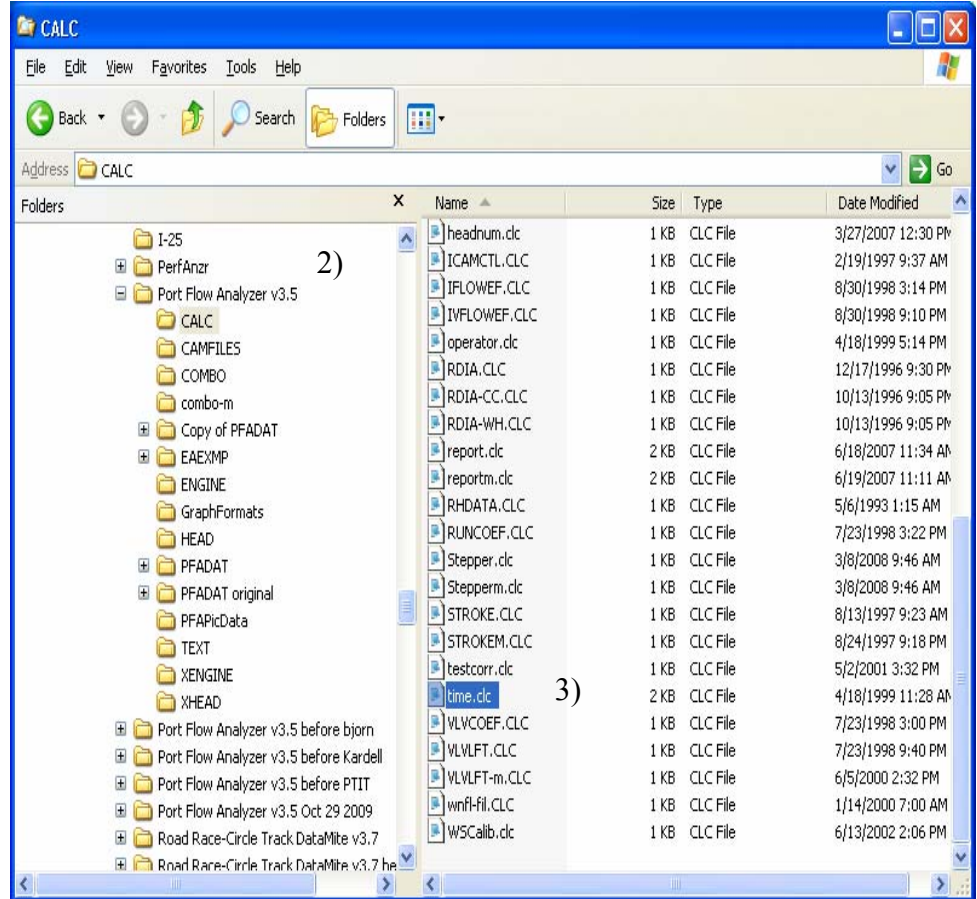 CALC
File Edit View Favorites Tools Help
Back Search Folders
Address CALC Go
Folders x
I-25
2)
PerfAnzr
Port Flow Analyzer v3.5
CALC
CAMFILES
COMBO
combo-m
Copy of PFADAT
EAEXMP
ENGINE
GraphFormats
HEAD
PFADAT
PFADAT original
PFAPicData
TEXT
XENGINE
XHEAD
Port Flow Analyzer v3.5 before bjorn
Port Flow Analyzer v3.5 before Kardell
Port Flow Analyzer v3.5 before PTIT
Port Flow Analyzer v3.5 Oct 29 2009
Road Race-Circle Track DataMite v3.7
Road Race-Circle Track DataMite v3.7 be
Name Size Type Date Modified
headnum.clc 1 KB CLC File 3/27/2007 12:30 PM
ICAMCTL.CLC 1 KB CLC File 2/19/1997 9:37 AM
IFLOWEF.CLC 1 KB CLC File 8/30/1998 3:14 PM
IVFLOWEF.CLC 1 KB CLC File 8/30/1998 9:10 PM
operator.clc 1 KB CLC File 4/18/1999 5:14 PM
RDIA.CLC 1 KB CLC File 12/17/1996 9:30 PM
RDIA-CC.CLC 1 KB CLC File 10/13/1996 9:05 PM
RDIA-WH.CLC 1 KB CLC File 10/13/1996 9:05 PM
report.clc 2 KB CLC File 6/18/2007 11:34 AM
reportm.clc 2 KB CLC File 6/19/2007 11:11 AM
RHDATA.CLC 1 KB CLC File 5/6/1993 1:15 AM
RUNCOEF.CLC 1 KB CLC File 7/23/1998 3:22 PM
Stepper.clc 1 KB CLC File 3/8/2008 9:46 AM
Stepperm.clc 1 KB CLC File 3/8/2008 9:46 AM
STROKE.CLC 1 KB CLC File 8/13/1997 9:23 AM
STROKEM.CLC 1 KB CLC File 8/24/1997 9:18 PM
testcorr.clc 1 KB CLC File 5/2/2001 3:32 PM
time.clc 3) 2 KB CLC File 4/18/1999 11:28 AM
VLVCOEF.CLC 1 KB CLC File 7/23/1998 3:00 PM
VLVLFT.CLC 1 KB CLC File 7/23/1998 9:40 PM
VLVLFT-m.CLC 1 KB CLC File 6/5/2000 2:32 PM
wnfl-fil.CLC 1 KB CLC File 1/14/2000 7:00 AM
WSCalib.clc 1 KB CLC File 6/13/2002 2:06 PM